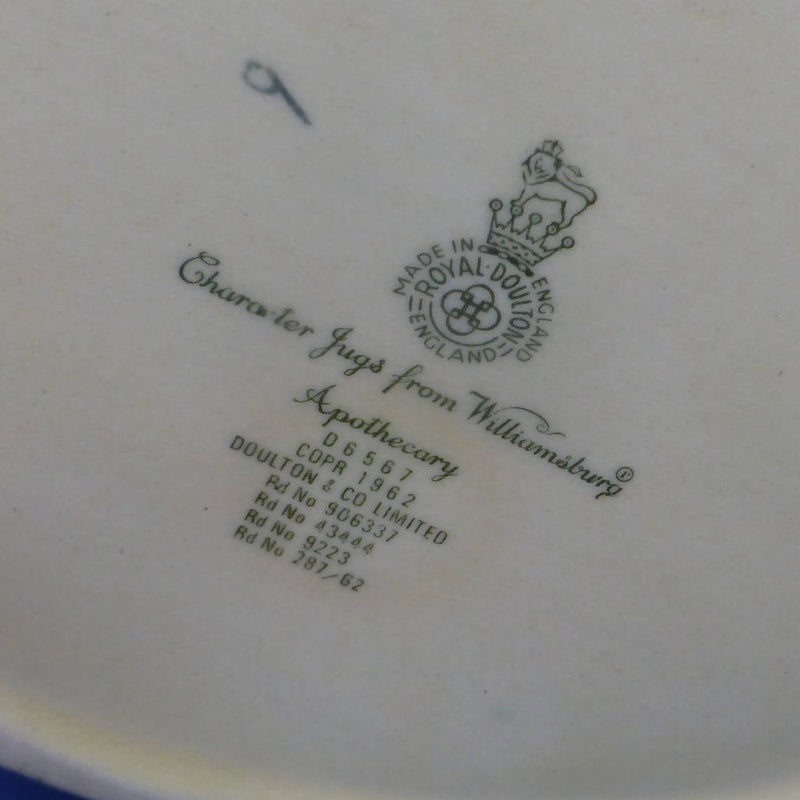 9
MADE IN ENGLAND
ROYAL·DOULTON
ENGLAND
Character Jugs from Williamsburg®
Apothecary
D6567
COPR 1962
DOULTON & CO LIMITED
Rd No 906337
Rd No 43444
Rd No 9223
Rd No 287/62